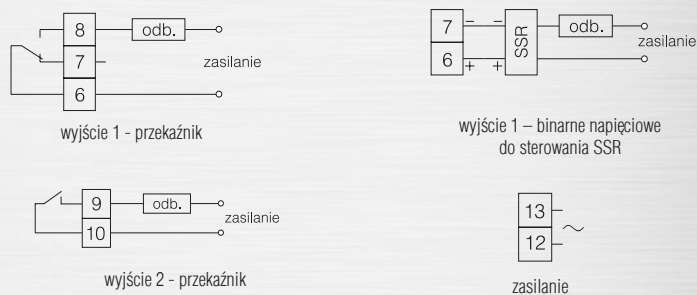 8
odb.
7
zasilanie
6
wyjście 1 - przekaźnik
7 – –
SSR
odb.
zasilanie
6 + +
wyjście 1 – binarne napięciowe
do sterowania SSR
9
odb.
zasilanie
10
wyjście 2 - przekaźnik
13
~
12
zasilanie